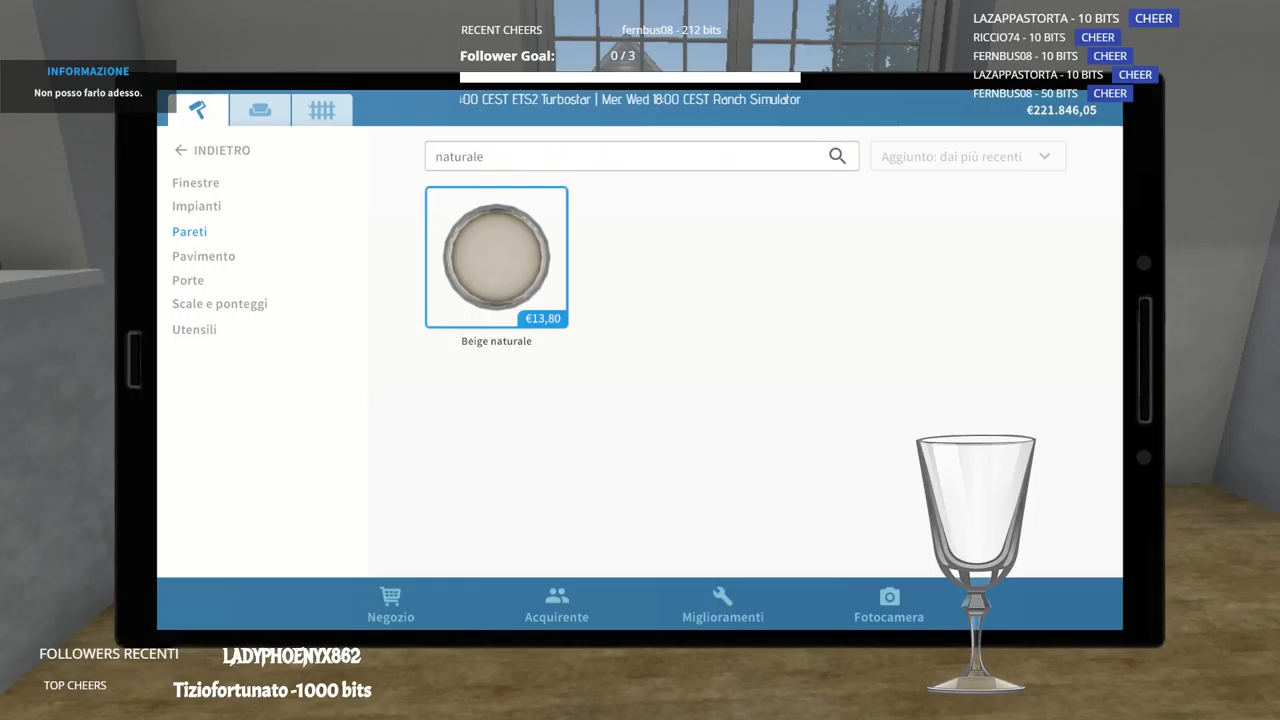 INFORMAZIONE
Non posso farlo adesso.
RECENT CHEERS fernbus08 - 212 bits
Follower Goal: 0 / 3
:00 CEST ETS2 Turbostar | Mer. Wed 18:00 CEST Ranch Simulator
LAZAPPASTORTA - 10 BITS CHEER
RICCIO74 - 10 BITS CHEER
FERNBUS08 - 10 BITS CHEER
LAZAPPASTORTA - 10 BITS CHEER
FERNBUS08 - 50 BITS CHEER
€221.846,05
INDIETRO
Finestre
Impianti
Pareti
Pavimento
Porte
Scale e ponteggi
Utensili
naturale
Aggiunto: dai più recenti
€13,80
Beige naturale
Negozio
Acquirente
Miglioramenti
Fotocamera
FOLLOWERS RECENTI LADYPHOENYX862
TOP CHEERS Tiziofortunato -1000 bits